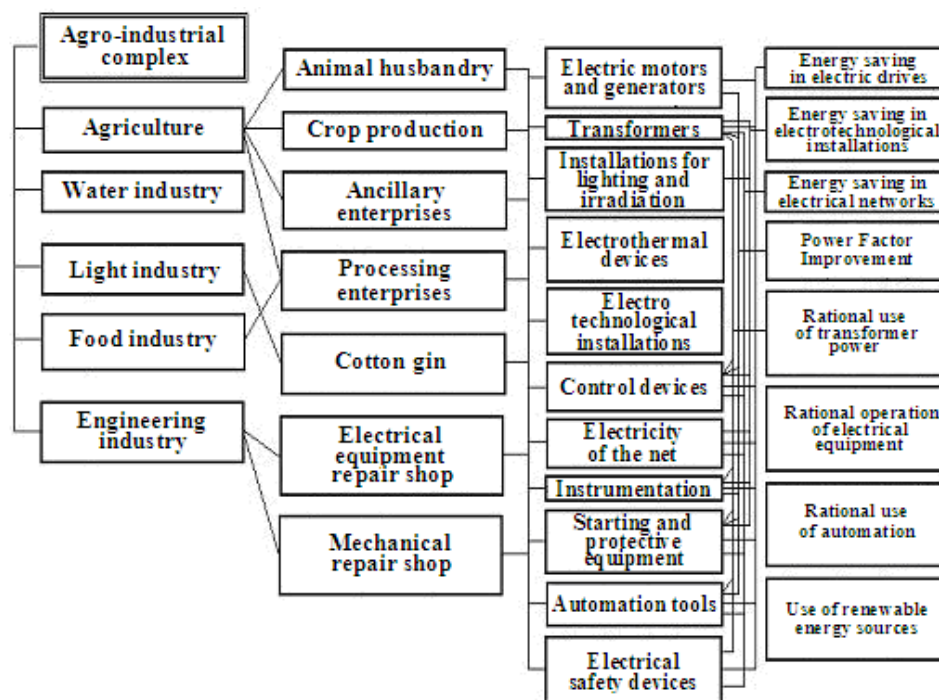 Agro-industrial
complex
Agriculture
Water industry
Light industry
Food industry
Engineering
industry
Animal husbandry
Crop production
Ancillary
enterprises
Processing
enterprises
Cotton gin
Electrical
equipment
repair shop
Mechanical
repair shop
Electric motors
and generators
Transformers
Installations for
lighting and
irradiation
Electrothermal
devices
Electro
technological
installations
Control devices
Electricity
of the net
Instrumentation
Starting and
protective
equipment
Automation tools
Electrical
safety devices
Energy saving
in electric drives
Energy saving in
electrotechnological
installations
Energy saving in
electrical networks
Power Factor
Improvement
Rational use
of transformer
power
Rational operation
of electrical
equipment
Rational use
of automation
Use of renewable
energy sources